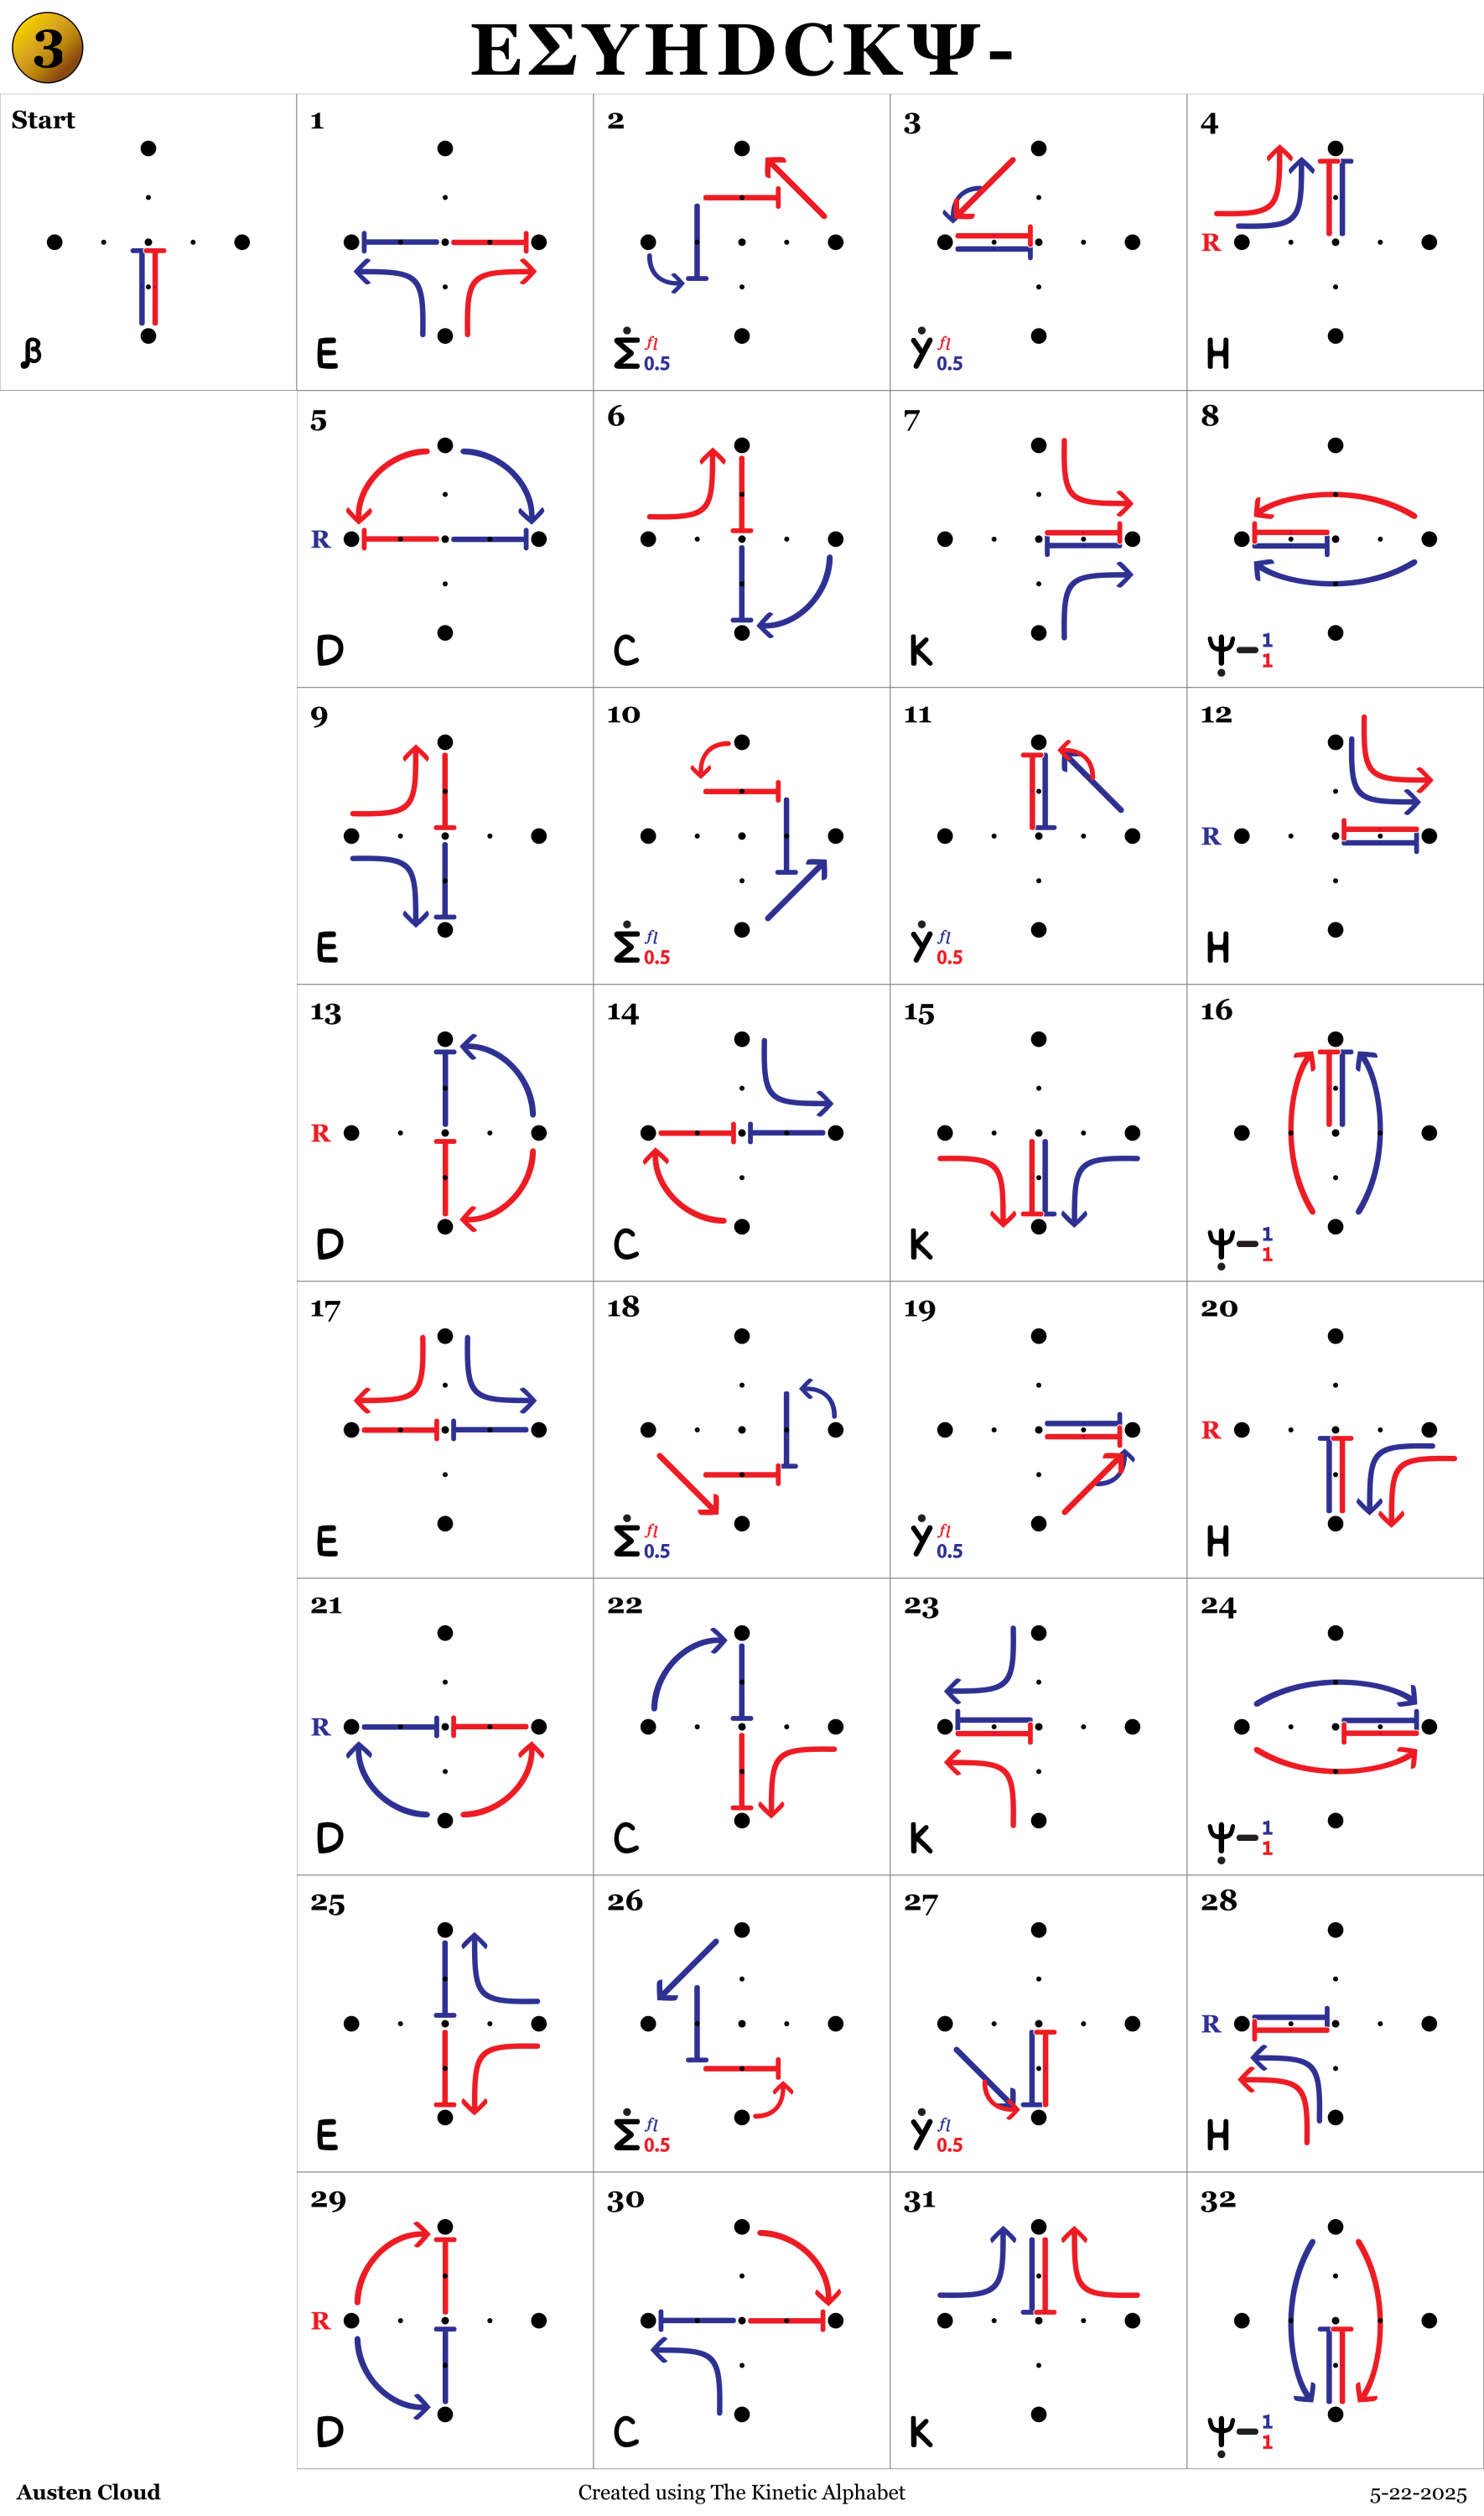 3
ΕΣΥHDCKΨ-
Start
β
1
E
2
Σ fl
0.5
3
Y fl
0.5
4
R
H
5
R
D
6
C
7
K
8
Ψ- 1
1
9
E
10
Σ fl
0.5
11
Y fl
0.5
12
R
H
13
R
D
14
C
15
K
16
Ψ- 1
1
17
E
18
Σ fl
0.5
19
Y fl
0.5
20
R
H
21
R
D
22
C
23
K
24
Ψ- 1
1
25
E
26
Σ fl
0.5
27
Y fl
0.5
28
R
H
29
R
D
30
C
31
K
32
Ψ- 1
1
Austen Cloud
Created using The Kinetic Alphabet
5-22-2025